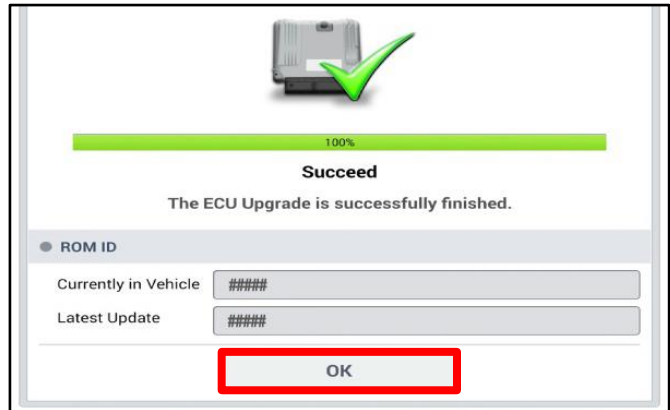 100%
Succeed
The ECU Upgrade is successfully finished.
ROM ID
Currently in Vehicle #####
Latest Update #####
OK